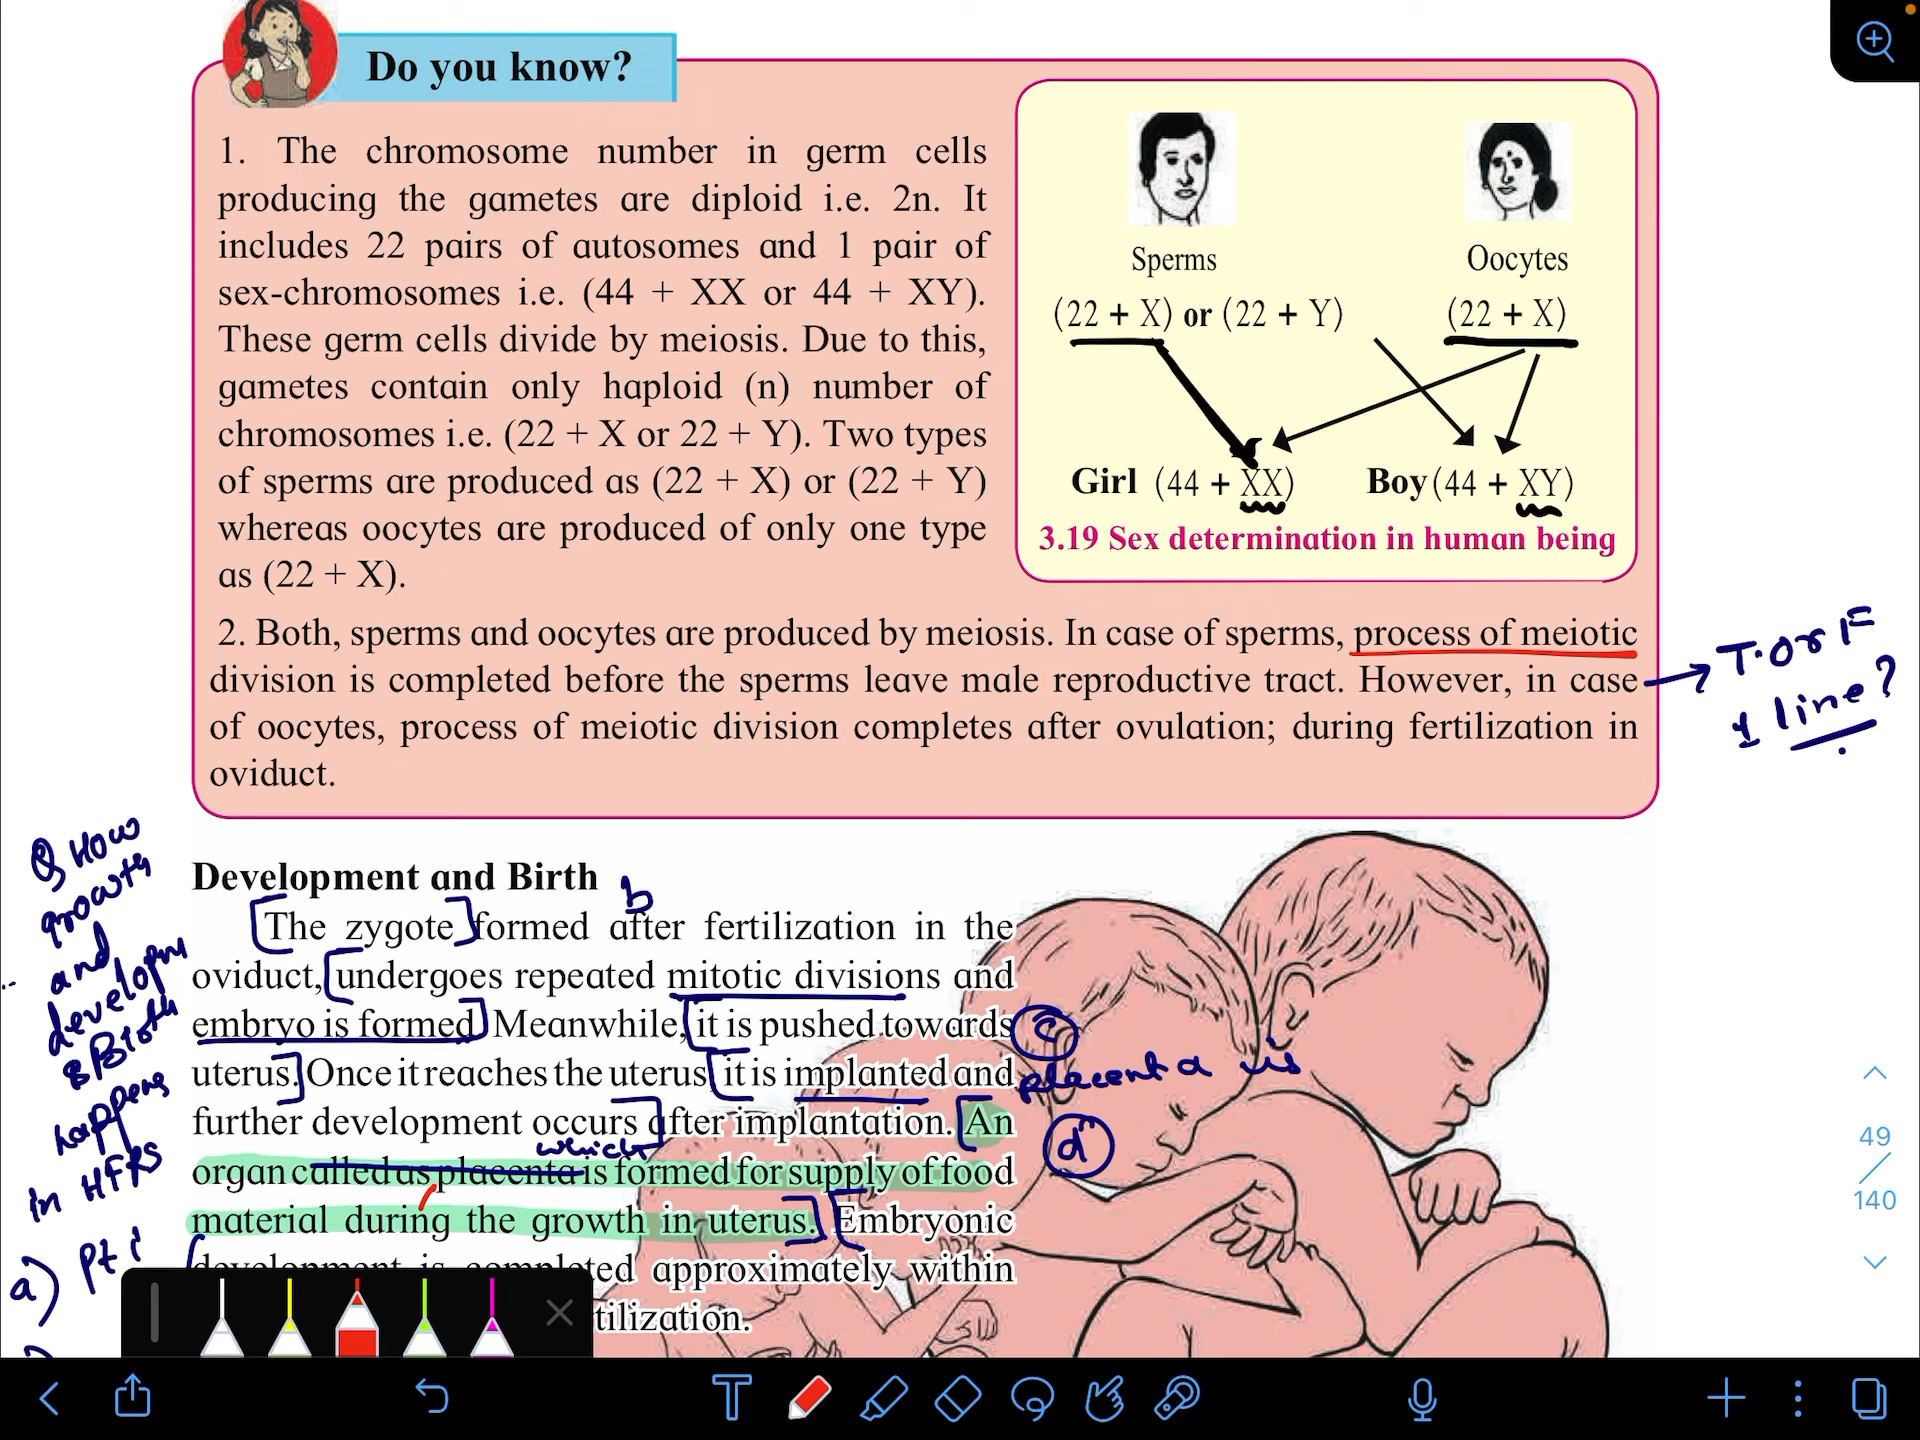 Do you know?
1. The chromosome number in germ cells
producing the gametes are diploid i.e. 2n. It
includes 22 pairs of autosomes and 1 pair of
sex-chromosomes i.e. (44 + XX or 44 + XY).
These germ cells divide by meiosis. Due to this,
gametes contain only haploid (n) number of
chromosomes i.e. (22 + X or 22 + Y). Two types
of sperms are produced as (22 + X) or (22 + Y)
whereas oocytes are produced of only one type
as (22 + X).
Sperms Oocytes
(22 + X) or (22 + Y) (22 + X)
Girl (44 + XX) Boy (44 + XY)
3.19 Sex determination in human being
2. Both, sperms and oocytes are produced by meiosis. In case of sperms, process of meiotic
division is completed before the sperms leave male reproductive tract. However, in case
of oocytes, process of meiotic division completes after ovulation; during fertilization in
oviduct.
T.or F
1 line?
Q How
growth
and
developm
& Birth
happens
in HFRS
a) pt i
Development and Birth
b
The zygote formed after fertilization in the
oviduct, undergoes repeated mitotic divisions and
embryo is formed. Meanwhile, it is pushed towards
c
uterus. Once it reaches the uterus, it is implanted and
placenta is
further development occurs after implantation. An
d
which
organ called as placenta is formed for supply of food
material during the growth in uterus. Embryonic
development is completed approximately within
tilization.
49
140